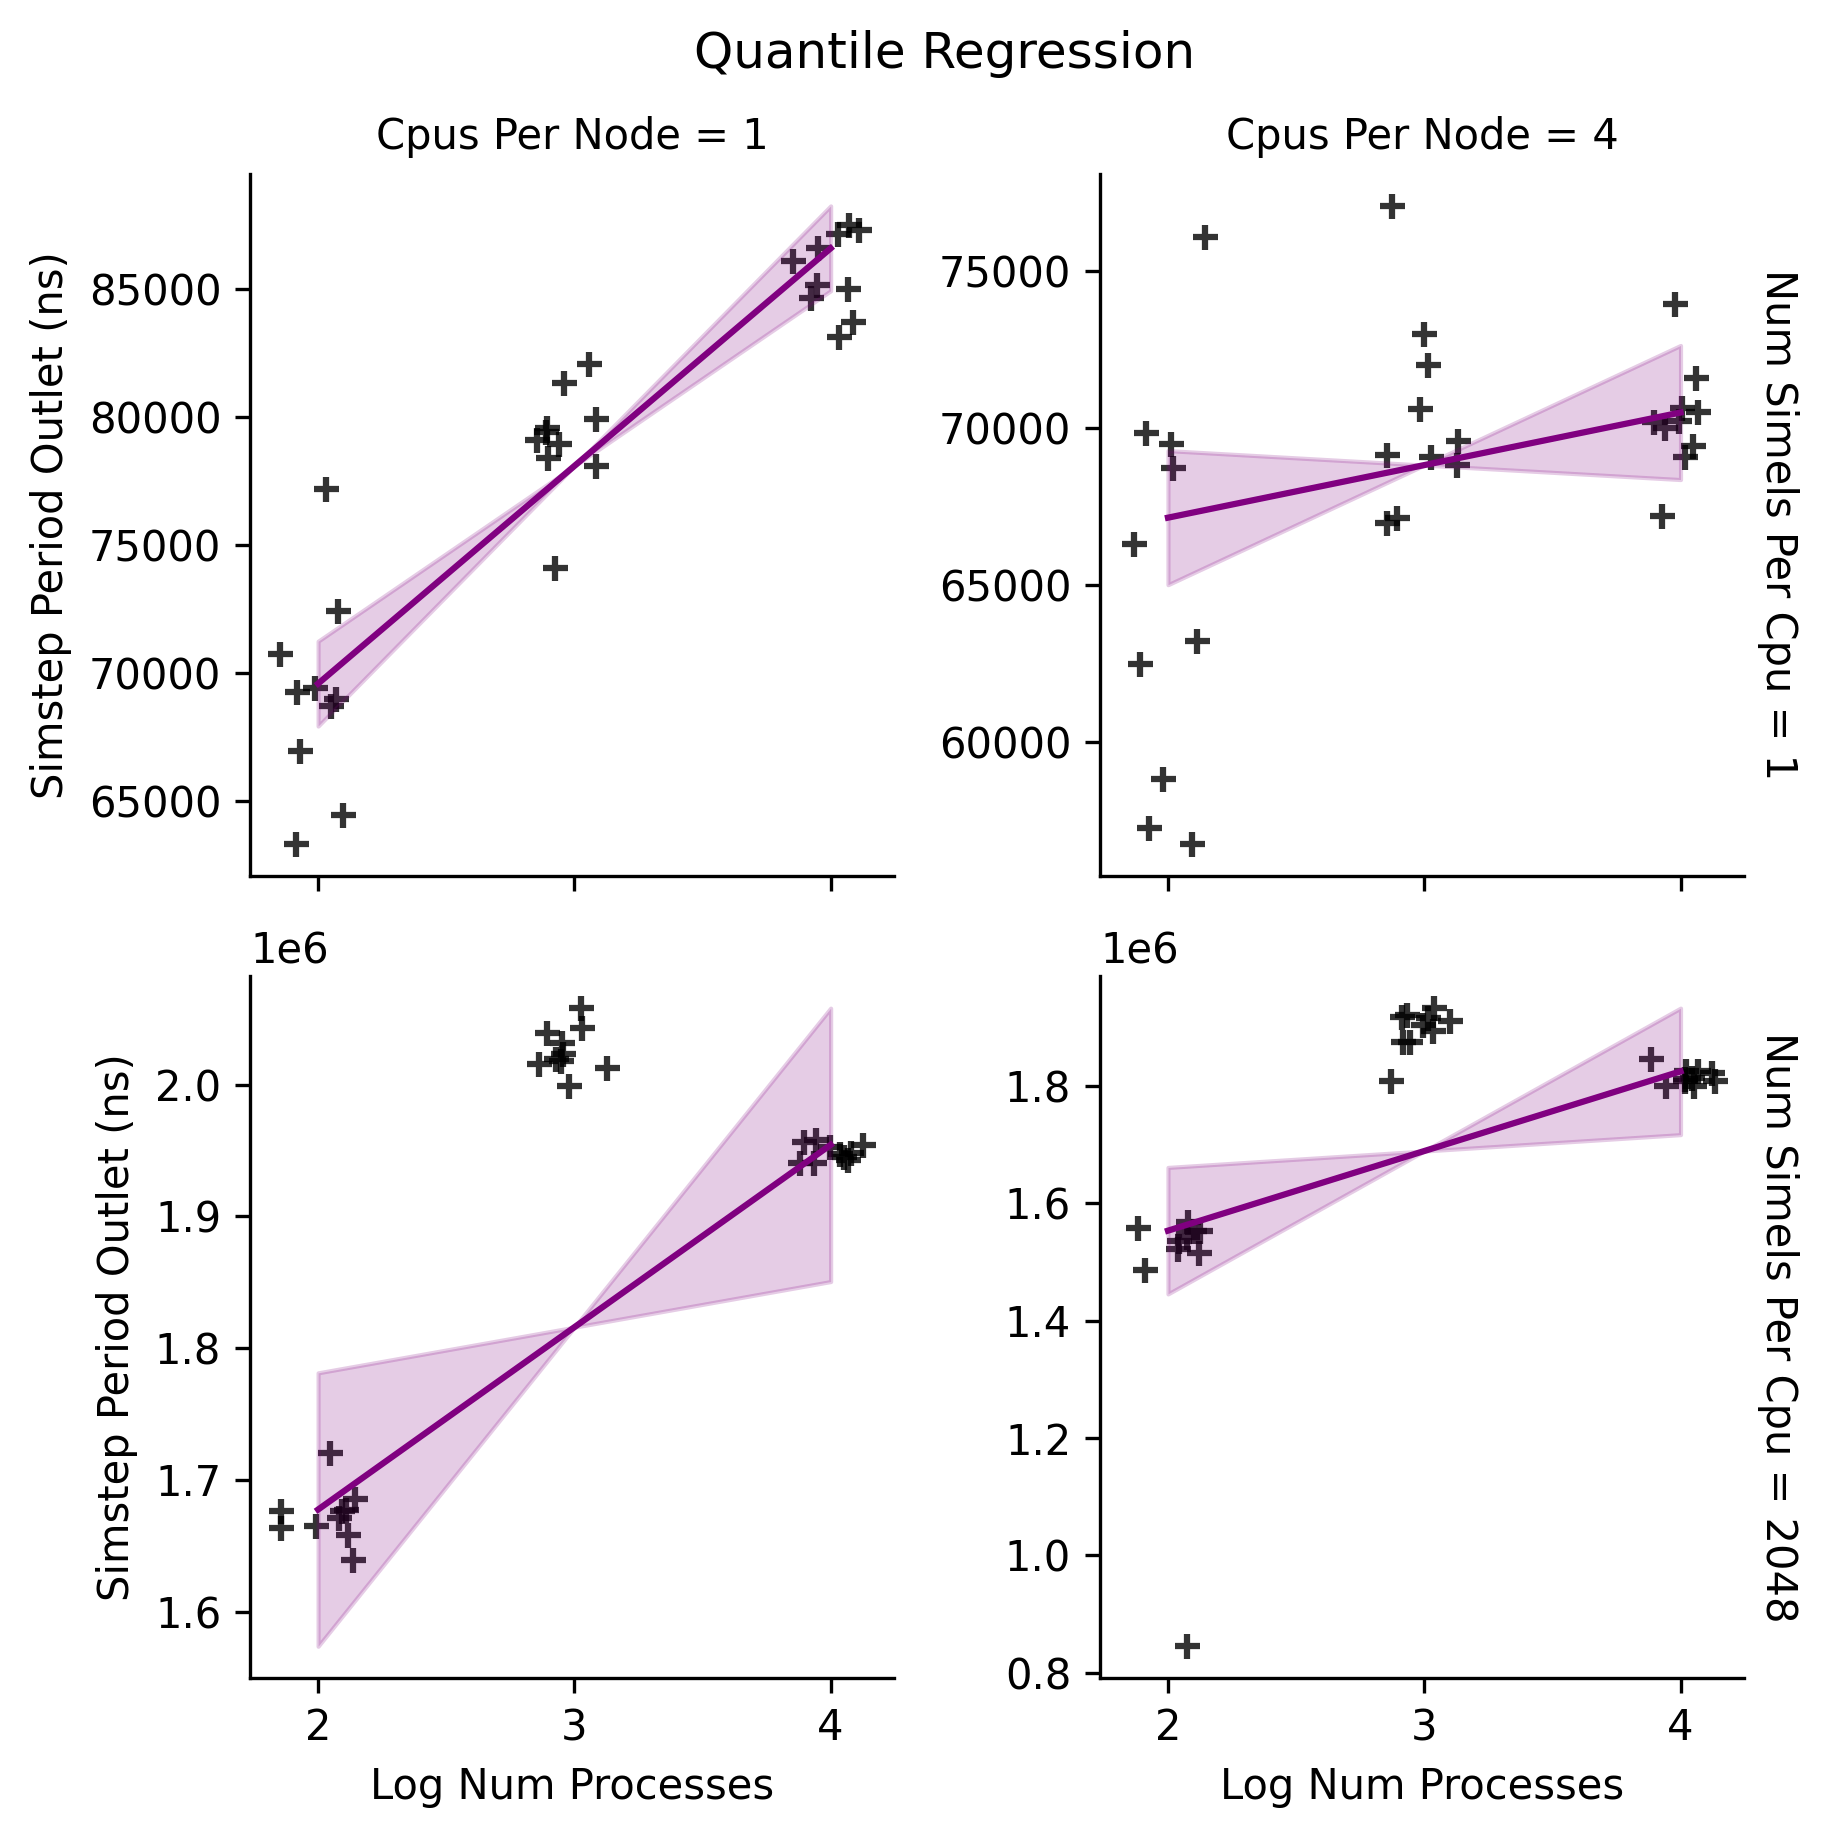 Quantile Regression
Cpus Per Node = 1
Cpus Per Node = 4
Simstep Period Outlet (ns)
85000
80000
75000
70000
65000
75000
70000
65000
60000
Num Simels Per Cpu = 1
1e6
Simstep Period Outlet (ns)
2.0
1.9
1.8
1.7
1.6
2
3
4
Log Num Processes
1e6
1.8
1.6
1.4
1.2
1.0
0.8
2
3
4
Log Num Processes
Num Simels Per Cpu = 2048